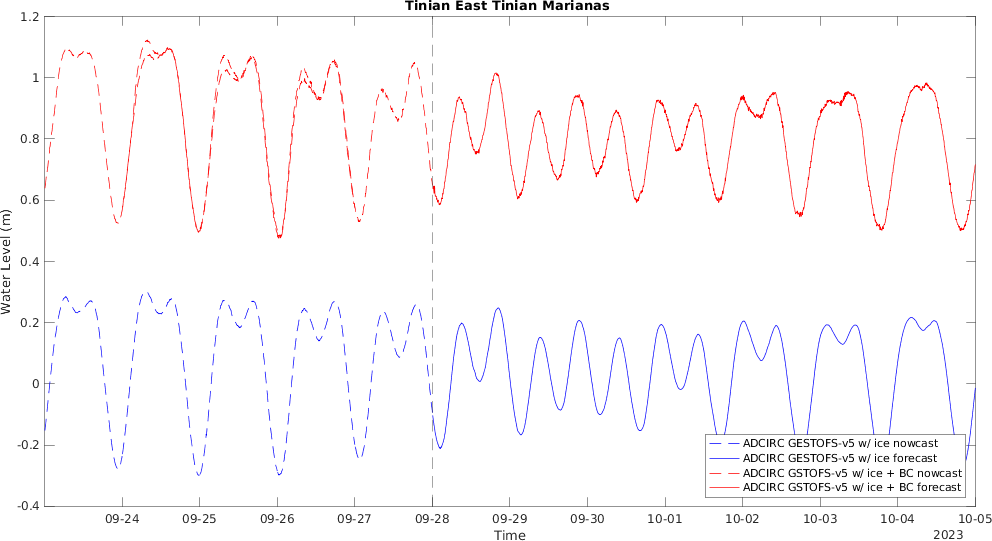 Tinian East Tinian Marianas
Water Level (m)
1.2
1
0.8
0.6
0.4
0.2
0
-0.2
-0.4
ADCIRC GESTOFS-v5 w/ ice nowcast
ADCIRC GESTOFS-v5 w/ ice forecast
ADCIRC GSTOFS-v5 w/ ice + BC nowcast
ADCIRC GSTOFS-v5 w/ ice + BC forecast
09-24 09-25 09-26 09-27 09-28 09-29 09-30 10-01 10-02 10-03 10-04 10-05
Time
2023